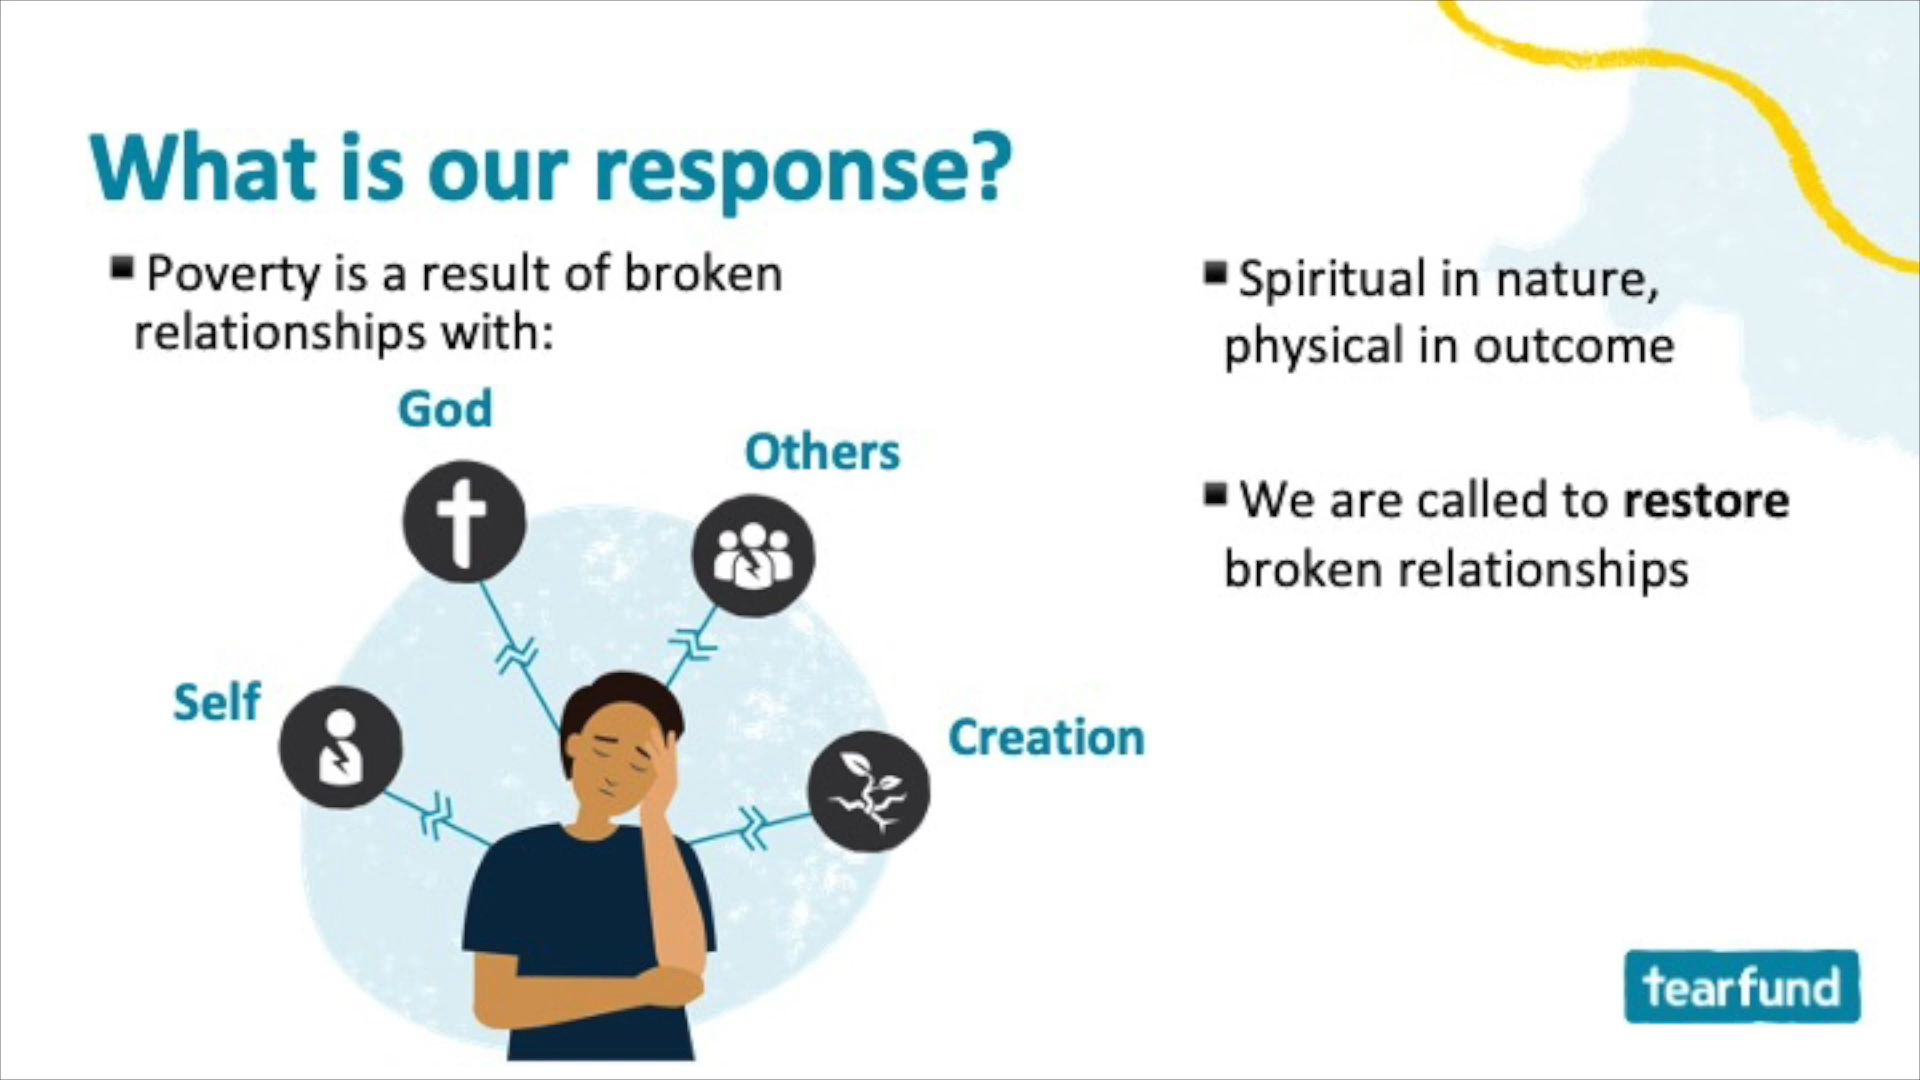 What is our response?
Poverty is a result of broken
relationships with:
God
Others
Self
Creation
Spiritual in nature,
physical in outcome
We are called to restore
broken relationships
tearfund